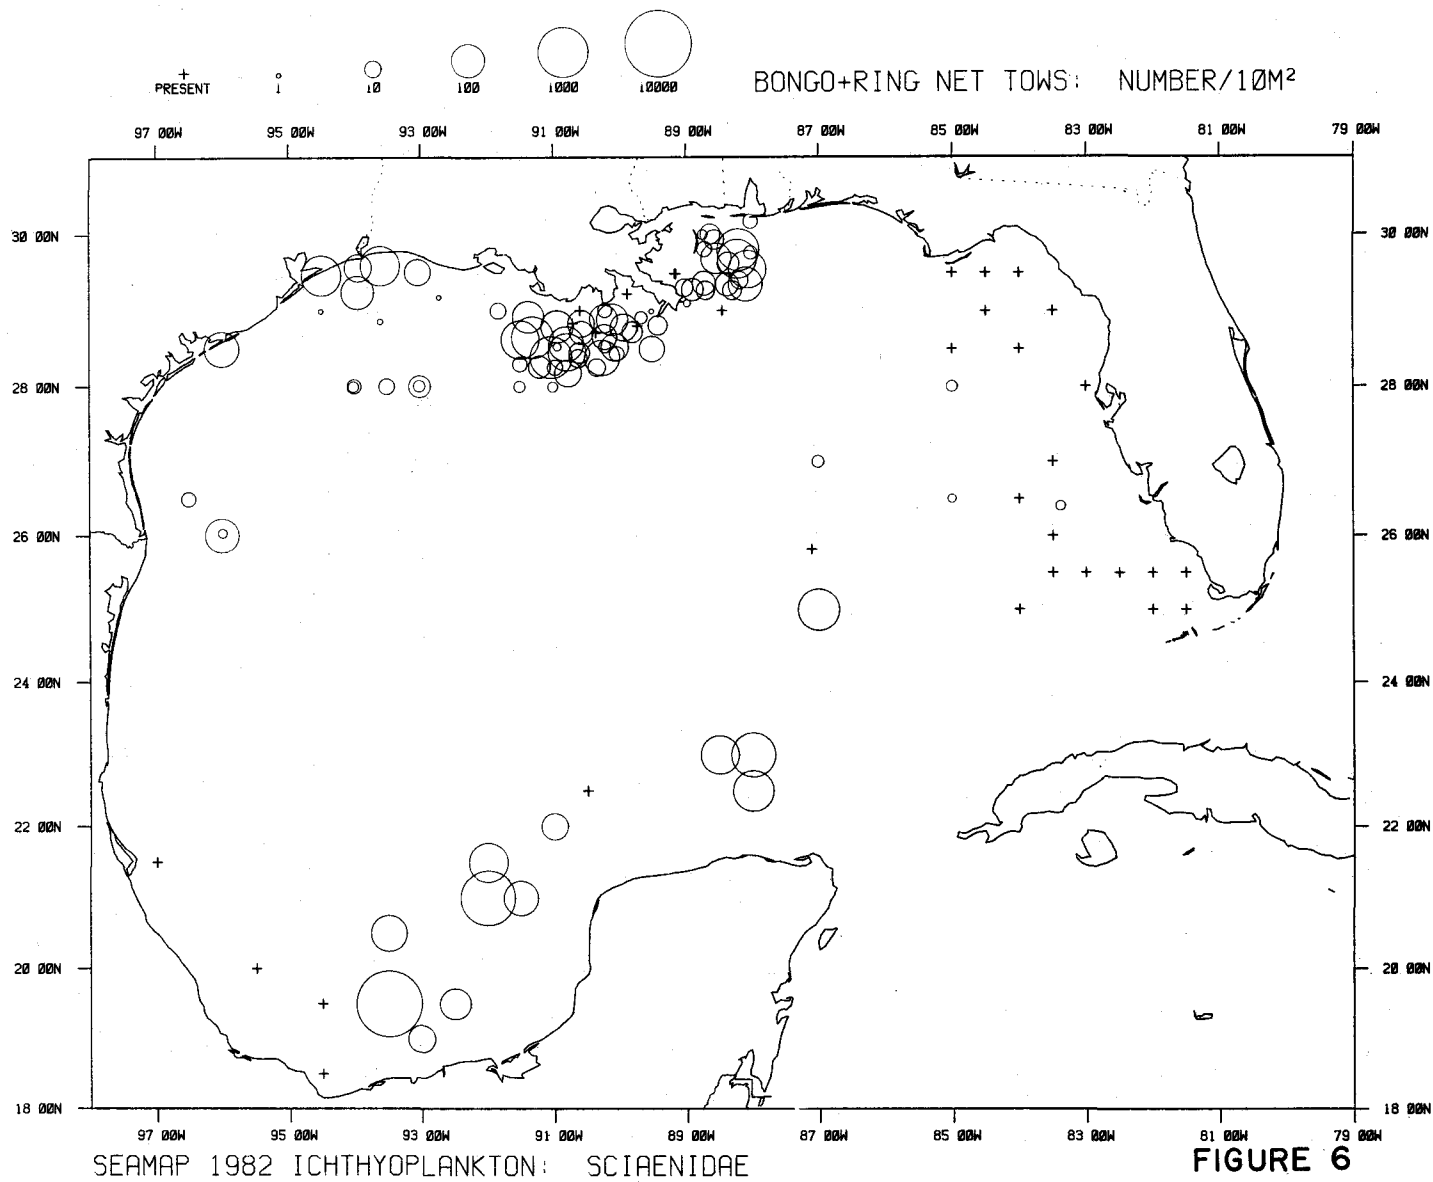 PRESENT 1 10 100 1000 10000
BONGO+RING NET TOWS: NUMBER/10M²
97 00W 95 00W 93 00W 91 00W 89 00W 87 00W 85 00W 83 00W 81 00W 79 00W
30 00N 30 00N
28 00N 28 00N
26 00N 26 00N
24 00N 24 00N
22 00N 22 00N
20 00N 20 00N
18 00N 18 00N
97 00W 95 00W 93 00W 91 00W 89 00W 87 00W 85 00W 83 00W 81 00W 79 00W
SEAMAP 1982 ICHTHYOPLANKTON: SCIAENIDAE
FIGURE 6